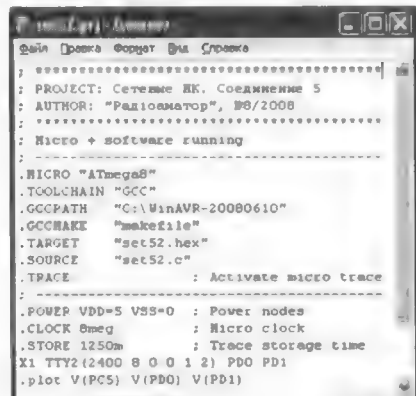 Файл Правка Формат Вид Справка
; *****************************************
; PROJECT: Сетевые МК. Соединение 5
; AUTHOR: "Радіоаматор", №8/2008
; *****************************************
; Micro + software running
; -----------------------------------------
.MICRO "ATmega8"
.TOOLCHAIN "GCC"
.GCCPATH "C:\WinAVR-20080610"
.GCCMAKE "makefile"
.TARGET "set52.hex"
.SOURCE "set52.c"
.TRACE ; Activate micro trace
; -----------------------------------------
.POWER VDD=5 VSS=0 ; Power nodes
.CLOCK 8meg ; Micro clock
.STORE 1250m ; Trace storage time
X1 TTY2(2400 8 0 0 1 2) PD0 PD1
.plot V(PC5) V(PD0) V(PD1)